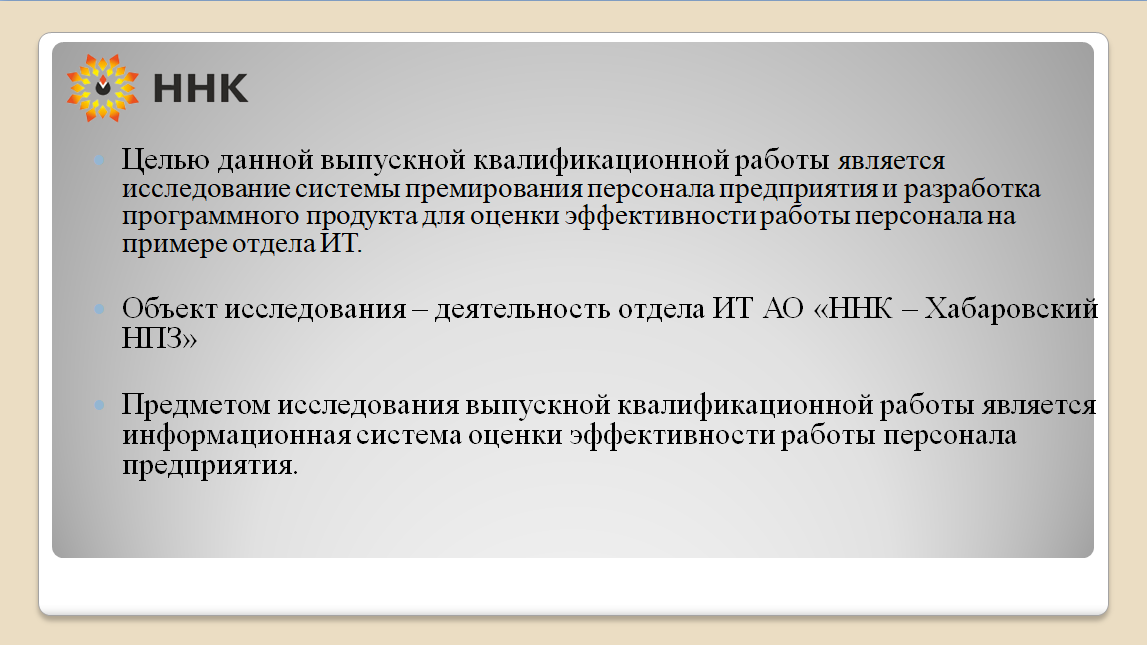 ННК
Целью данной выпускной квалификационной работы является
исследование системы премирования персонала предприятия и разработка
программного продукта для оценки эффективности работы персонала на
примере отдела ИТ.
Объект исследования – деятельность отдела ИТ АО «ННК – Хабаровский
НПЗ»
Предметом исследования выпускной квалификационной работы является
информационная система оценки эффективности работы персонала
предприятия.